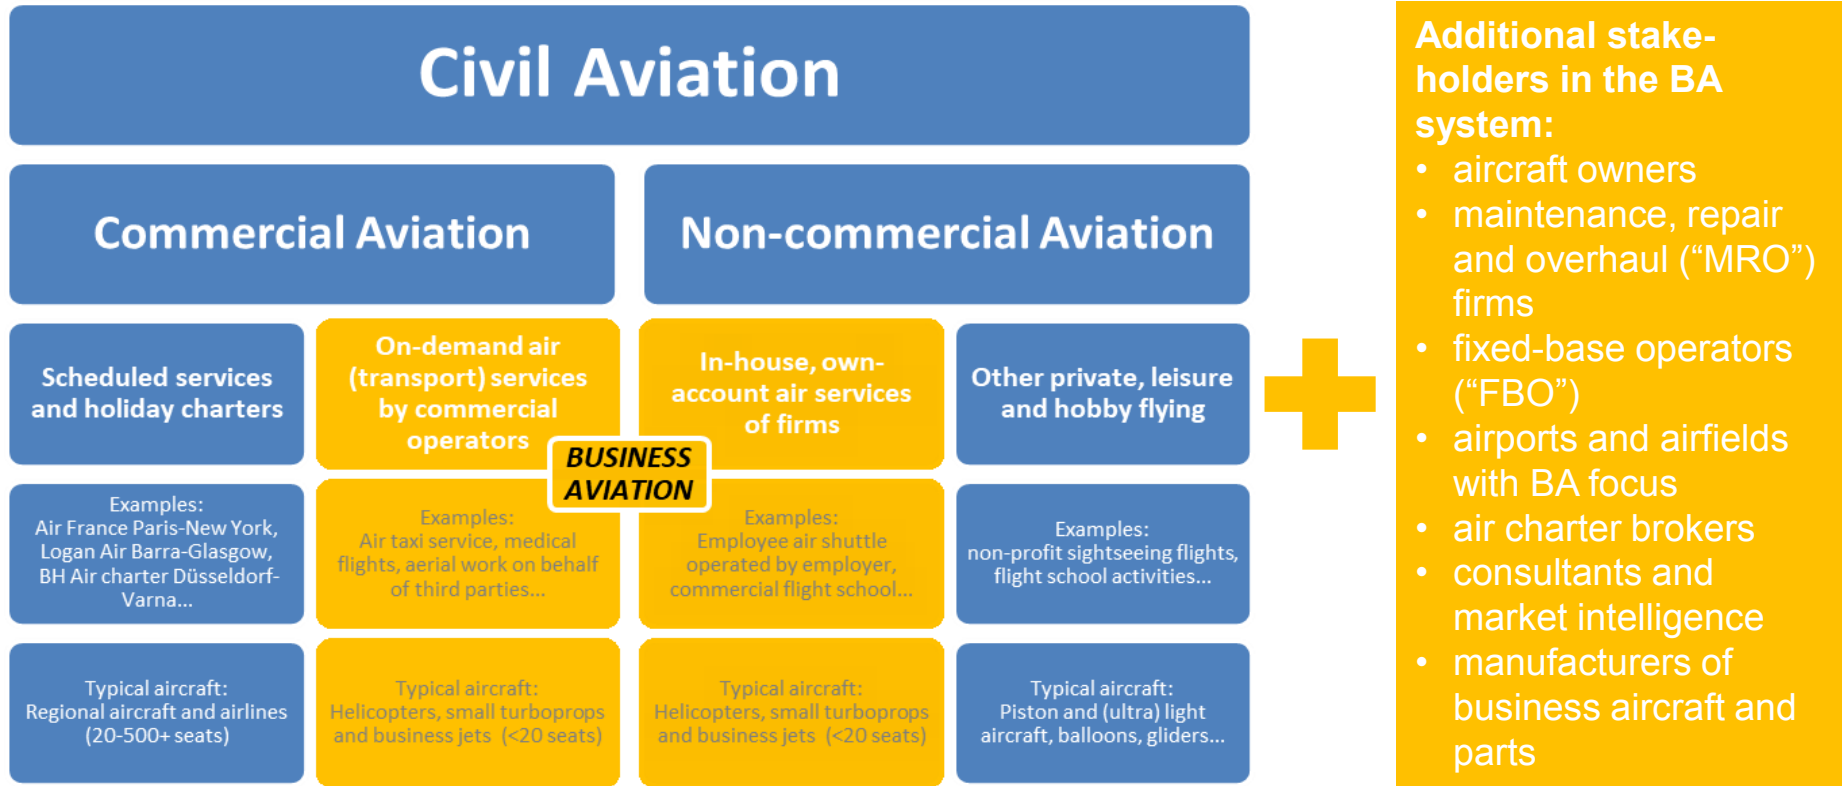 Civil Aviation
Commercial Aviation
Non-commercial Aviation
Scheduled services
and holiday charters
On-demand air
(transport) services
by commercial
operators
In-house, own-
account air services
of firms
Other private, leisure
and hobby flying
BUSINESS
AVIATION
Examples:
Air France Paris-New York,
Logan Air Barra-Glasgow,
BH Air charter Düsseldorf-
Varna...
Examples:
Air taxi service, medical
flights, aerial work on behalf
of third parties...
Examples:
Employee air shuttle
operated by employer,
commercial flight school...
Examples:
non-profit sightseeing flights,
flight school activities...
Typical aircraft:
Regional aircraft and airlines
(20-500+ seats)
Typical aircraft:
Helicopters, small turboprops
and business jets (<20 seats)
Typical aircraft:
Helicopters, small turboprops
and business jets (<20 seats)
Typical aircraft:
Piston and (ultra) light
aircraft, balloons, gliders...
Additional stake-
holders in the BA
system:
• aircraft owners
• maintenance, repair
and overhaul (“MRO”)
firms
• fixed-base operators
(“FBO”)
• airports and airfields
with BA focus
• air charter brokers
• consultants and
market intelligence
• manufacturers of
business aircraft and
parts